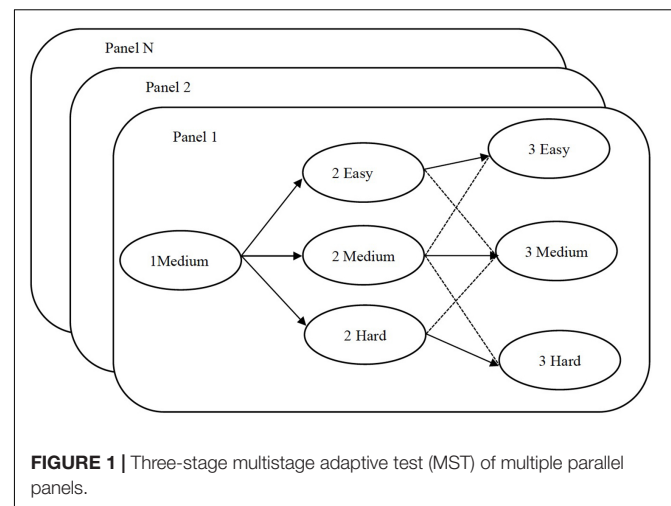 Panel N
Panel 2
Panel 1
3 Easy
2 Easy
1Medium
2 Medium
3 Medium
2 Hard
3 Hard
FIGURE 1 | Three-stage multistage adaptive test (MST) of multiple parallel
panels.